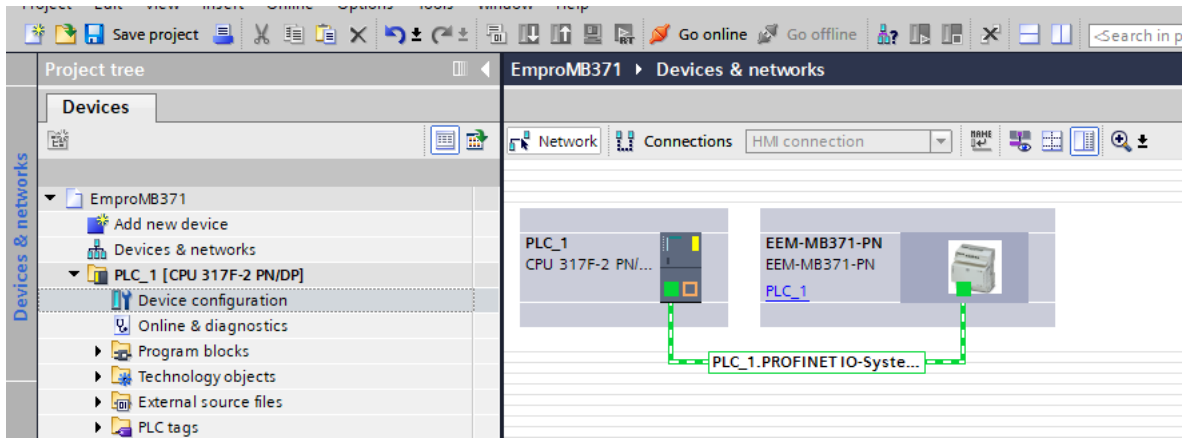 Save project
Go online
Go offline
<Search in p
Project tree
EmproMB371 ▸ Devices & networks
Devices
Network
Connections
HMI connection
Devices & networks
EmproMB371
Add new device
Devices & networks
PLC_1 [CPU 317F-2 PN/DP]
Device configuration
Online & diagnostics
Program blocks
Technology objects
External source files
PLC tags
PLC_1
CPU 317F-2 PN/...
EEM-MB371-PN
EEM-MB371-PN
PLC_1
PLC_1.PROFINET IO-Syste...